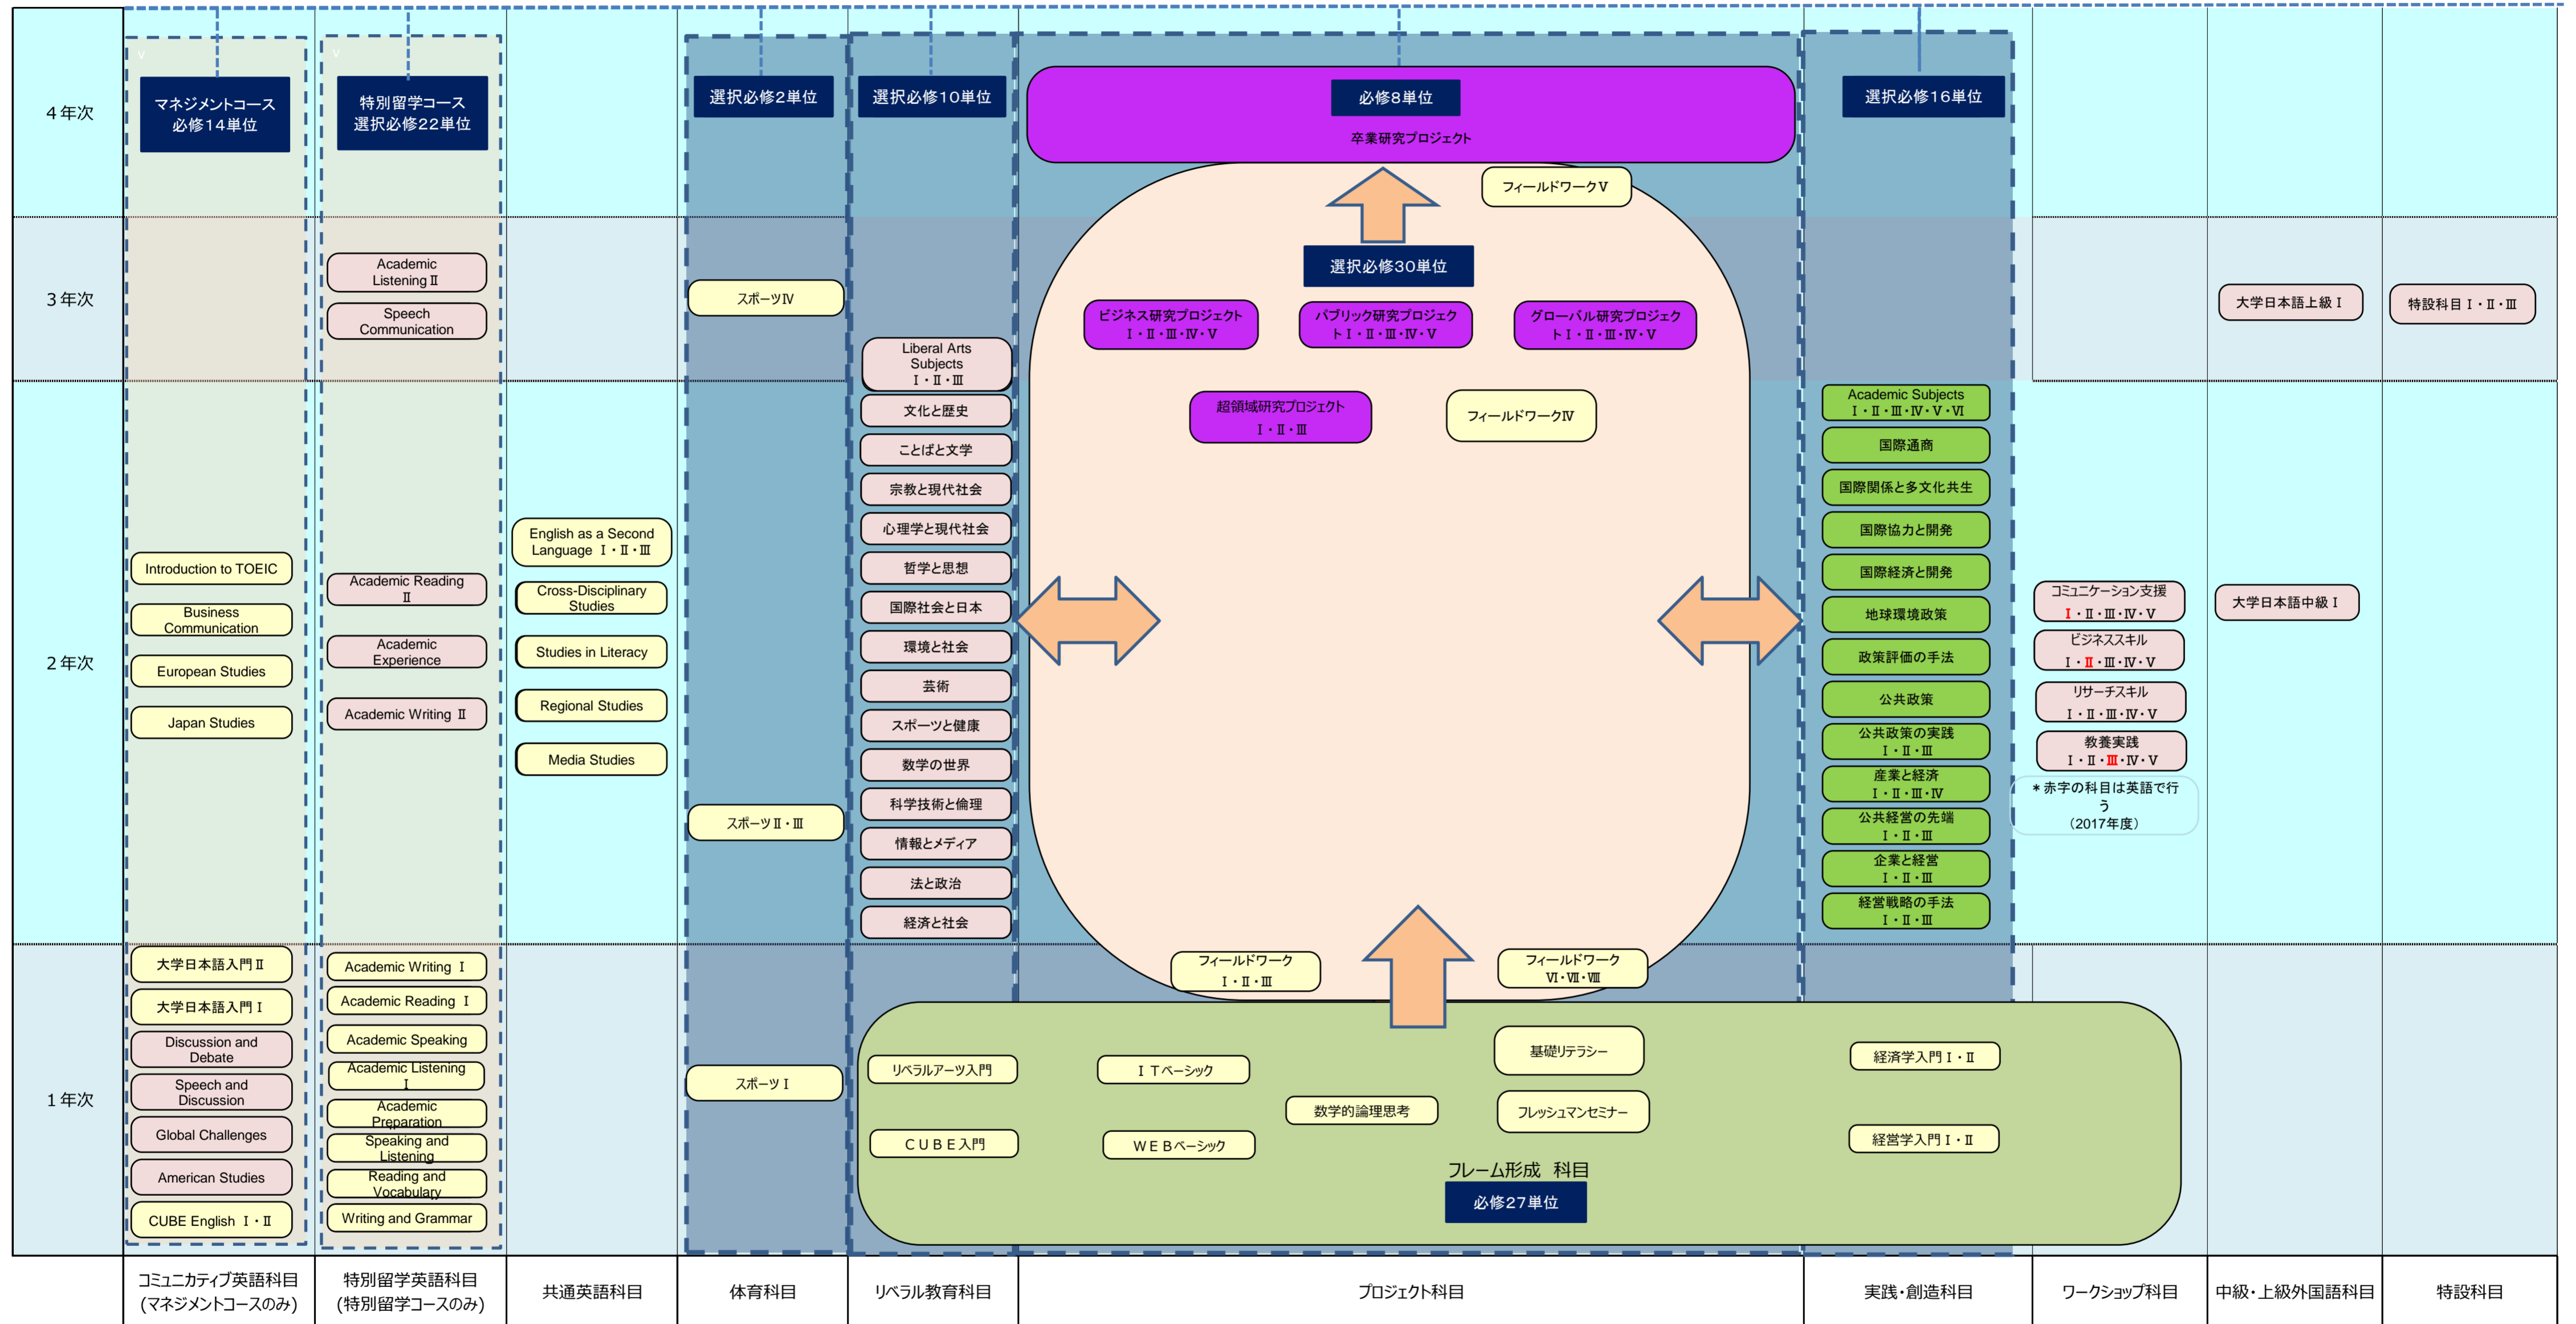 v
v
4年次
マネジメントコース
必修14単位
特別留学コース
選択必修22単位
選択必修2単位
選択必修10単位
必修8単位
卒業研究プロジェクト
選択必修16単位
フィールドワークⅤ
3年次
Academic
Listening Ⅱ
Speech
Communication
スポーツⅣ
選択必修30単位
ビジネス研究プロジェクト
Ⅰ・Ⅱ・Ⅲ・Ⅳ・Ⅴ
パブリック研究プロジェク
トⅠ・Ⅱ・Ⅲ・Ⅳ・Ⅴ
グローバル研究プロジェク
トⅠ・Ⅱ・Ⅲ・Ⅳ・Ⅴ
大学日本語上級Ⅰ
特設科目Ⅰ・Ⅱ・Ⅲ
Liberal Arts
Subjects
Ⅰ・Ⅱ・Ⅲ
2年次
Introduction to TOEIC
Business
Communication
European Studies
Japan Studies
Academic Reading
Ⅱ
Academic
Experience
Academic Writing Ⅱ
English as a Second
Language Ⅰ・Ⅱ・Ⅲ
Cross-Disciplinary
Studies
Studies in Literacy
Regional Studies
Media Studies
スポーツⅡ・Ⅲ
文化と歴史
ことばと文学
宗教と現代社会
心理学と現代社会
哲学と思想
国際社会と日本
環境と社会
芸術
スポーツと健康
数学の世界
科学技術と倫理
情報とメディア
法と政治
経済と社会
超領域研究プロジェクト
Ⅰ・Ⅱ・Ⅲ
フィールドワークⅣ
Academic Subjects
Ⅰ・Ⅱ・Ⅲ・Ⅳ・Ⅴ・Ⅵ
国際通商
国際関係と多文化共生
国際協力と開発
国際経済と開発
地球環境政策
政策評価の手法
公共政策
公共政策の実践
Ⅰ・Ⅱ・Ⅲ
産業と経済
Ⅰ・Ⅱ・Ⅲ・Ⅳ
公共経営の先端
Ⅰ・Ⅱ・Ⅲ
企業と経営
Ⅰ・Ⅱ・Ⅲ
経営戦略の手法
Ⅰ・Ⅱ・Ⅲ
コミュニケーション支援
Ⅰ・Ⅱ・Ⅲ・Ⅳ・Ⅴ
ビジネススキル
Ⅰ・Ⅱ・Ⅲ・Ⅳ・Ⅴ
リサーチスキル
Ⅰ・Ⅱ・Ⅲ・Ⅳ・Ⅴ
教養実践
Ⅰ・Ⅱ・Ⅲ・Ⅳ・Ⅴ
＊赤字の科目は英語で行
う
（2017年度）
大学日本語中級Ⅰ
1年次
大学日本語入門Ⅱ
大学日本語入門Ⅰ
Discussion and
Debate
Speech and
Discussion
Global Challenges
American Studies
CUBE English Ⅰ・Ⅱ
Academic Writing Ⅰ
Academic Reading Ⅰ
Academic Speaking
Academic Listening
Ⅰ
Academic
Preparation
Speaking and
Listening
Reading and
Vocabulary
Writing and Grammar
スポーツⅠ
フィールドワーク
Ⅰ・Ⅱ・Ⅲ
フィールドワーク
Ⅵ・Ⅶ・Ⅷ
リベラルアーツ入門
ＩＴベーシック
基礎リテラシー
経済学入門Ⅰ・Ⅱ
数学的論理思考
フレッシュマンセミナー
ＣＵＢＥ入門
ＷＥＢベーシック
経営学入門Ⅰ・Ⅱ
フレーム形成 科目
必修27単位
コミュニカティブ英語科目
(マネジメントコースのみ)
特別留学英語科目
(特別留学コースのみ)
共通英語科目
体育科目
リベラル教育科目
プロジェクト科目
実践・創造科目
ワークショップ科目
中級・上級外国語科目
特設科目